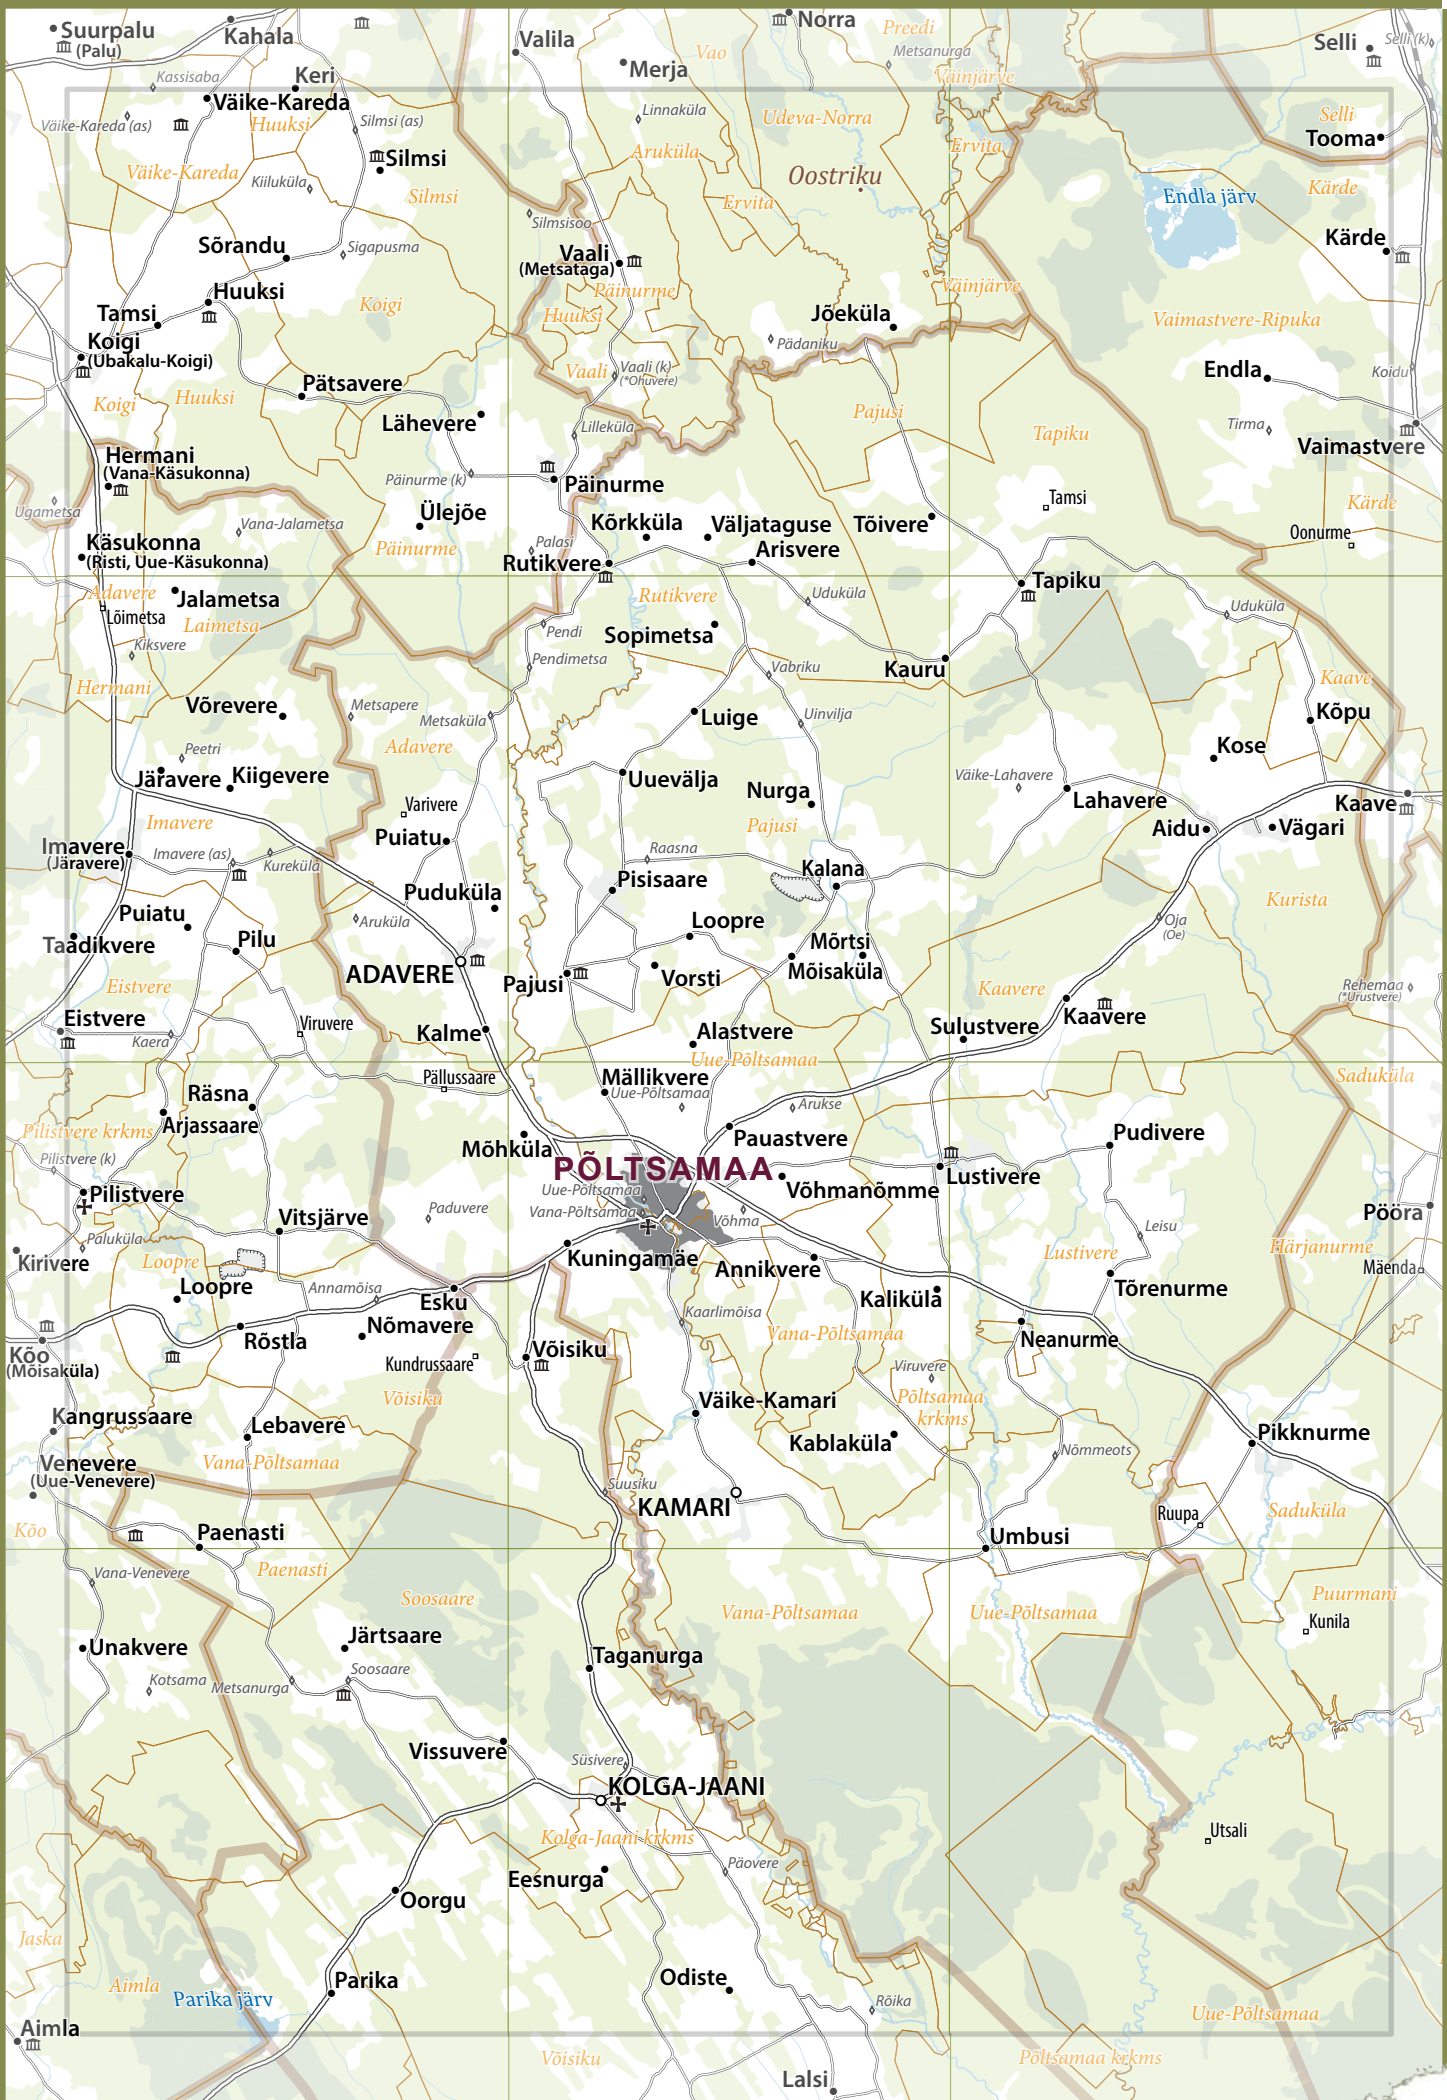 Suurpalu
(Palu)
Kahala
Valila
Norra
Preedi
Selli
Selli (k)
Merja
Vao
Metsanurga
Kassisaba
Keri
Väinjärve
Väike-Kareda
Linnaküla
Udeva-Norra
Selli
Väike-Kareda (as)
Huuksi
Silmsi (as)
Tooma
Ervita
Aruküla
Silmsi
Väike-Kareda
Kiiluküla
Oostriku
Kärde
Silmsi
Ervita
Endla järv
Silmsisoo
Sõrandu
Sigapusma
Vaali
(Metsataga)
Kärde
Huuksi
Päinurme
Väinjärve
Koigi
Huuksi
Tamsi
Jõeküla
Vaimastvere-Ripuka
Koigi
(Ubakalu-Koigi)
Pädaniku
Vaali
Vaali (k)
(*Ohuvere)
Endla
Koidu
Pätsavere
Koigi
Huuksi
Lähevere
Pajusi
Lilleküla
Tapiku
Tirma
Vaimastvere
Hermani
(Vana-Käsukonna)
Päinurme (k)
Päinurme
Ugametsa
Vana-Jalametsa
Ülejõe
Tamsi
Kärde
Kõrkküla
Väljataguse
Tõivere
Oonurme
Käsukonna
(Risti, Uue-Käsukonna)
Päinurme
Palasi
Arisvere
Rutikvere
Tapiku
Adavere
Jalametsa
Rutikvere
Uduküla
Uduküla
Lõimetsa
Laimetsa
Pendi
Sopimetsa
Kiksvere
Pendimetsa
Vabriku
Kauru
Hermani
Kaave
Võrevere
Metsapere
Metsaküla
Luige
Uinvilja
Kõpu
Peetri
Adavere
Kose
Järavere
Kiigevere
Uuevälja
Väike-Lahavere
Nurga
Lahavere
Varivere
Kaave
Imavere
Pajusi
Aidu
Vägari
Imavere
(Järavere)
Imavere (as)
Kureküla
Puiatu
Raasna
Kalana
Pisisaare
Puduküla
Kurista
Puiatu
Aruküla
Loopre
Oja
(Oe)
Taadikvere
Pilu
Mõrtsi
Mõisaküla
ADAVERE
Pajusi
Vorsti
Eistvere
Kaavere
Rehemaa
(*Urustvere)
Eistvere
Viruvere
Kaavere
Kalme
Alastvere
Sulustvere
Kaera
Uue-Põltsamaa
Pällussaare
Mällikvere
Saduküla
Räsna
Uue-Põltsamaa
Arukse
Arjassaare
Pilistvere krkms
Mõhküla
Pauastvere
Pudivere
Pilistvere (k)
PÕLTSAMAA
Lustivere
Pilistvere
Uue-Põltsamaa
Võhmanõmme
Vana-Põltsamaa
Paduvere
Võhma
Pööra
Vitsjärve
Leisu
Paluküla
Kuningamäe
Lustivere
Härjanurme
Kirivere
Loopre
Annikvere
Mäenda
Loopre
Annamõisa
Esku
Kaliküla
Tõrenurme
Kaarlimõisa
Nõmavere
Vana-Põltsamaa
Neanurme
Rõstla
Kõo
(Mõisaküla)
Kundrussaare
Võisiku
Viruvere
Võisiku
Väike-Kamari
Põltsamaa
krkms
Kangrussaare
Lebavere
Kablaküla
Pikknurme
Nõmmeots
Venevere
(Uue-Venevere)
Vana-Põltsamaa
Suusiku
KAMARI
Ruupa
Saduküla
Kõo
Paenasti
Umbusi
Vana-Venevere
Paenasti
Soosaare
Puurmani
Vana-Põltsamaa
Uue-Põltsamaa
Kunila
Järtsaare
Unakvere
Taganurga
Soosaare
Kotsama
Metsanurga
Vissuvere
Süsivere
KOLGA-JAANI
Utsali
Kolga-Jaani krkms
Päovere
Eesnurga
Oorgu
Jaska
Odiste
Parika
Aimla
Parika järv
Rõika
Uue-Põltsamaa
Aimla
Võisiku
Põltsamaa krkms
Lalsi